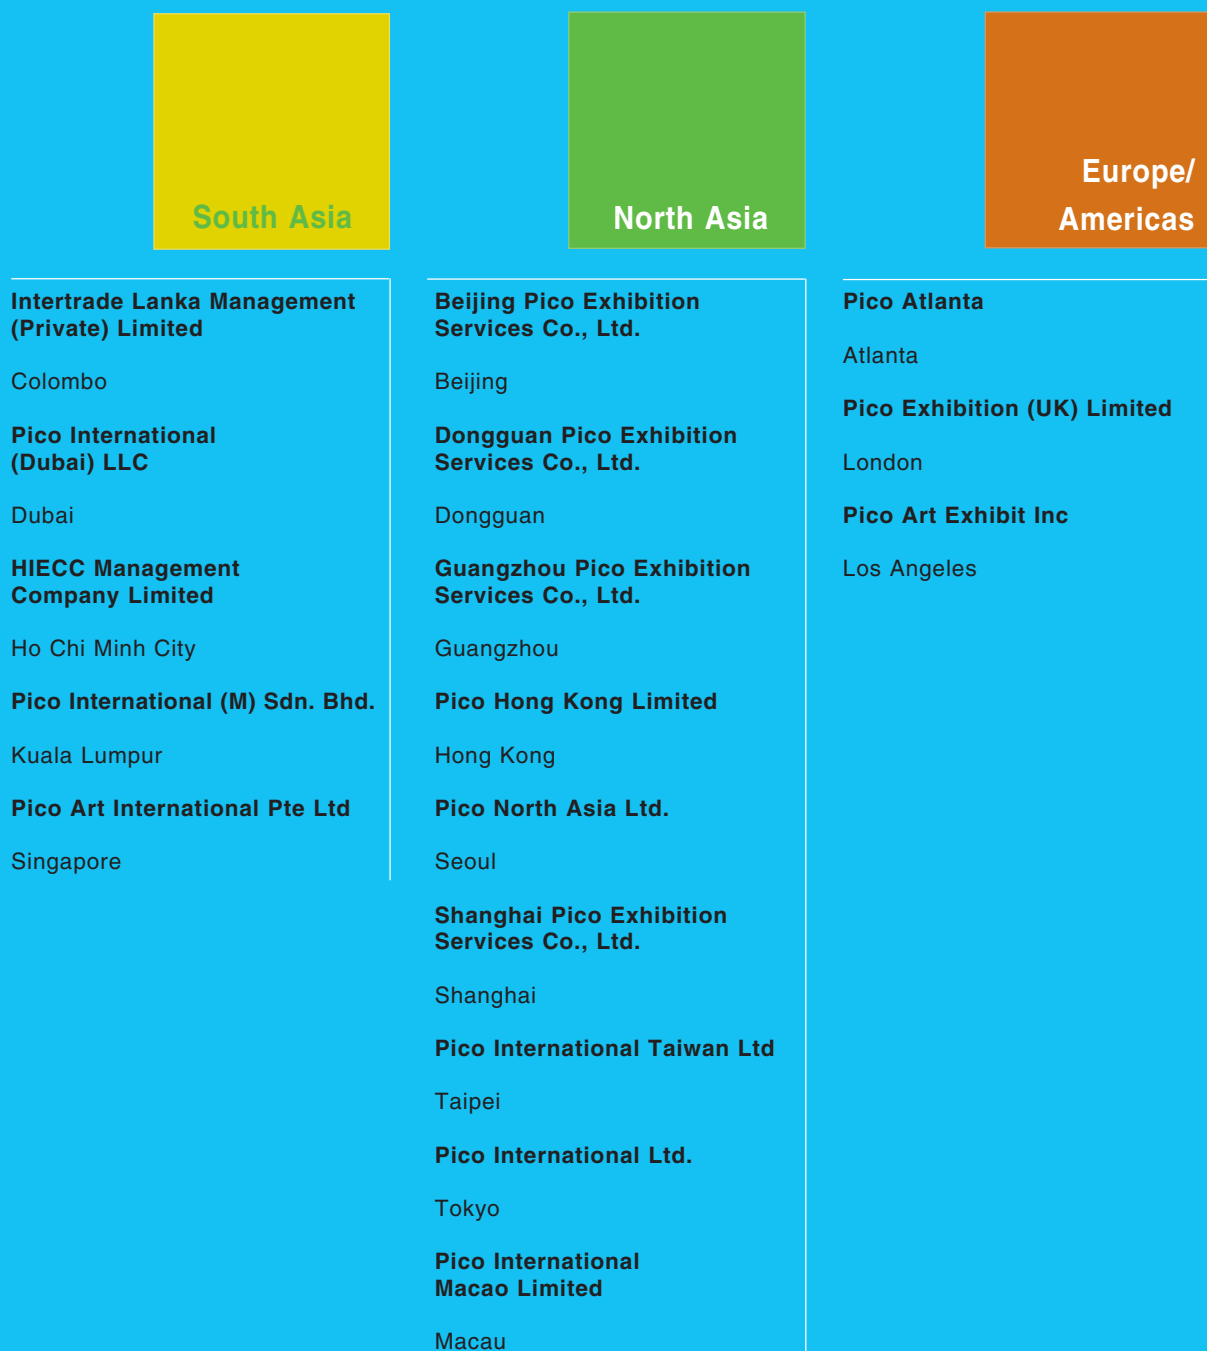 South Asia
Intertrade Lanka Management
(Private) Limited
Colombo
Pico International
(Dubai) LLC
Dubai
HIECC Management
Company Limited
Ho Chi Minh City
Pico International (M) Sdn. Bhd.
Kuala Lumpur
Pico Art International Pte Ltd
Singapore
North Asia
Beijing Pico Exhibition
Services Co., Ltd.
Beijing
Dongguan Pico Exhibition
Services Co., Ltd.
Dongguan
Guangzhou Pico Exhibition
Services Co., Ltd.
Guangzhou
Pico Hong Kong Limited
Hong Kong
Pico North Asia Ltd.
Seoul
Shanghai Pico Exhibition
Services Co., Ltd.
Shanghai
Pico International Taiwan Ltd
Taipei
Pico International Ltd.
Tokyo
Pico International
Macao Limited
Macau
Europe/
Americas
Pico Atlanta
Atlanta
Pico Exhibition (UK) Limited
London
Pico Art Exhibit Inc
Los Angeles